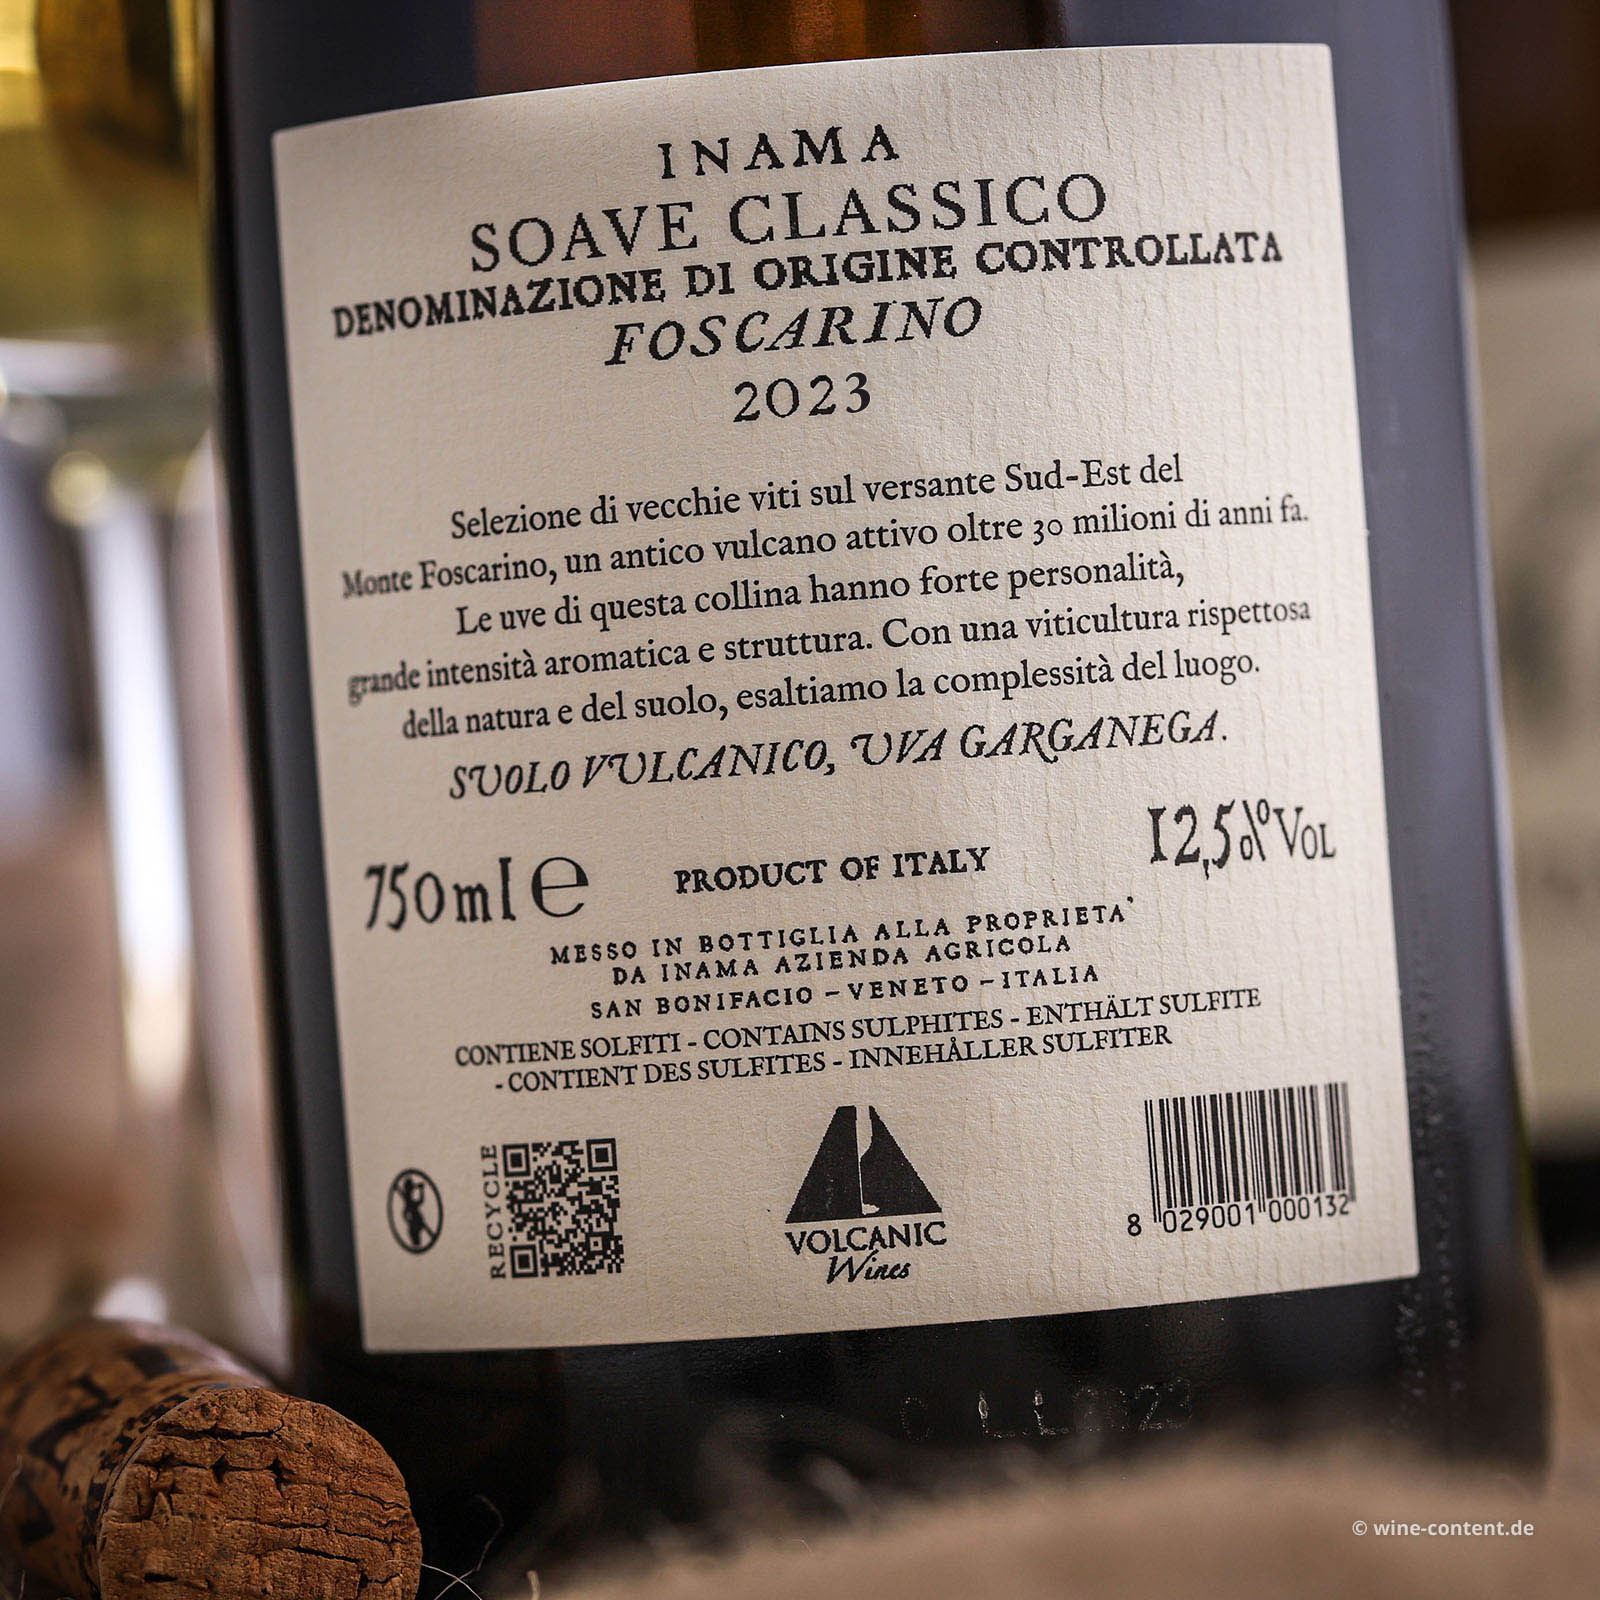 INAMA
SOAVE CLASSICO
DENOMINAZIONE DI ORIGINE CONTROLLATA
FOSCARINO
2023
Selezione di vecchie viti sul versante Sud-Est del
Monte Foscarino, un antico vulcano attivo oltre 30 milioni di anni fa.
Le uve di questa collina hanno forte personalità,
grande intensità aromatica e struttura. Con una viticultura rispettosa
della natura e del suolo, esaltiamo la complessità del luogo.
SUOLO VULCANICO, UVA GARGANEGA.
750ml e PRODUCT OF ITALY 12,5% VOL
MESSO IN BOTTIGLIA ALLA PROPRIETA'
DA INAMA AZIENDA AGRICOLA
SAN BONIFACIO – VENETO – ITALIA
CONTIENE SOLFITI - CONTAINS SULPHITES - ENTHÄLT SULFITE
- CONTIENT DES SULFITES - INNEHÅLLER SULFITER
RECYCLE
VOLCANIC
Wines
8 029001 000132
© wine-content.de